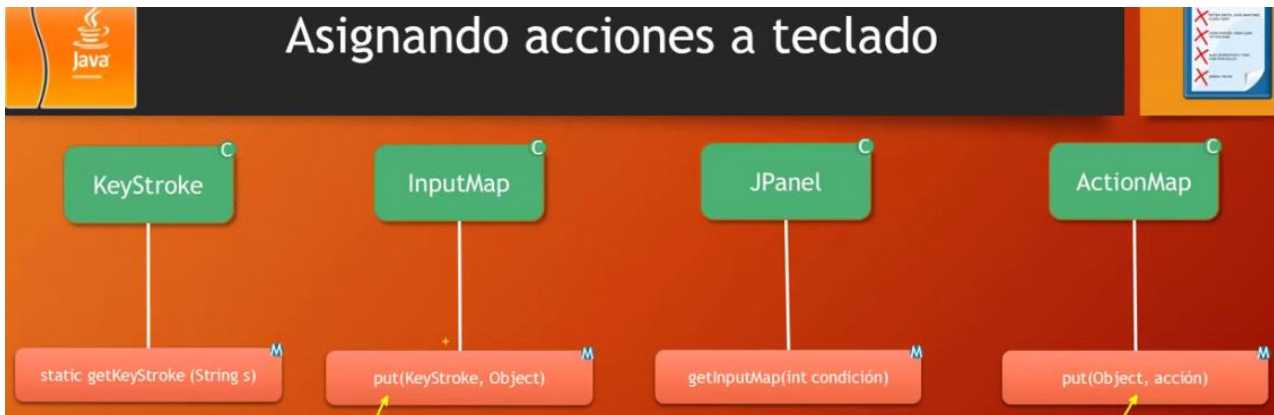 Java
Asignando acciones a teclado
C
KeyStroke
C
InputMap
C
JPanel
C
ActionMap
M
static getKeyStroke (String s)
M
put(KeyStroke, Object)
M
getInputMap(int condición)
M
put(Object, acción)